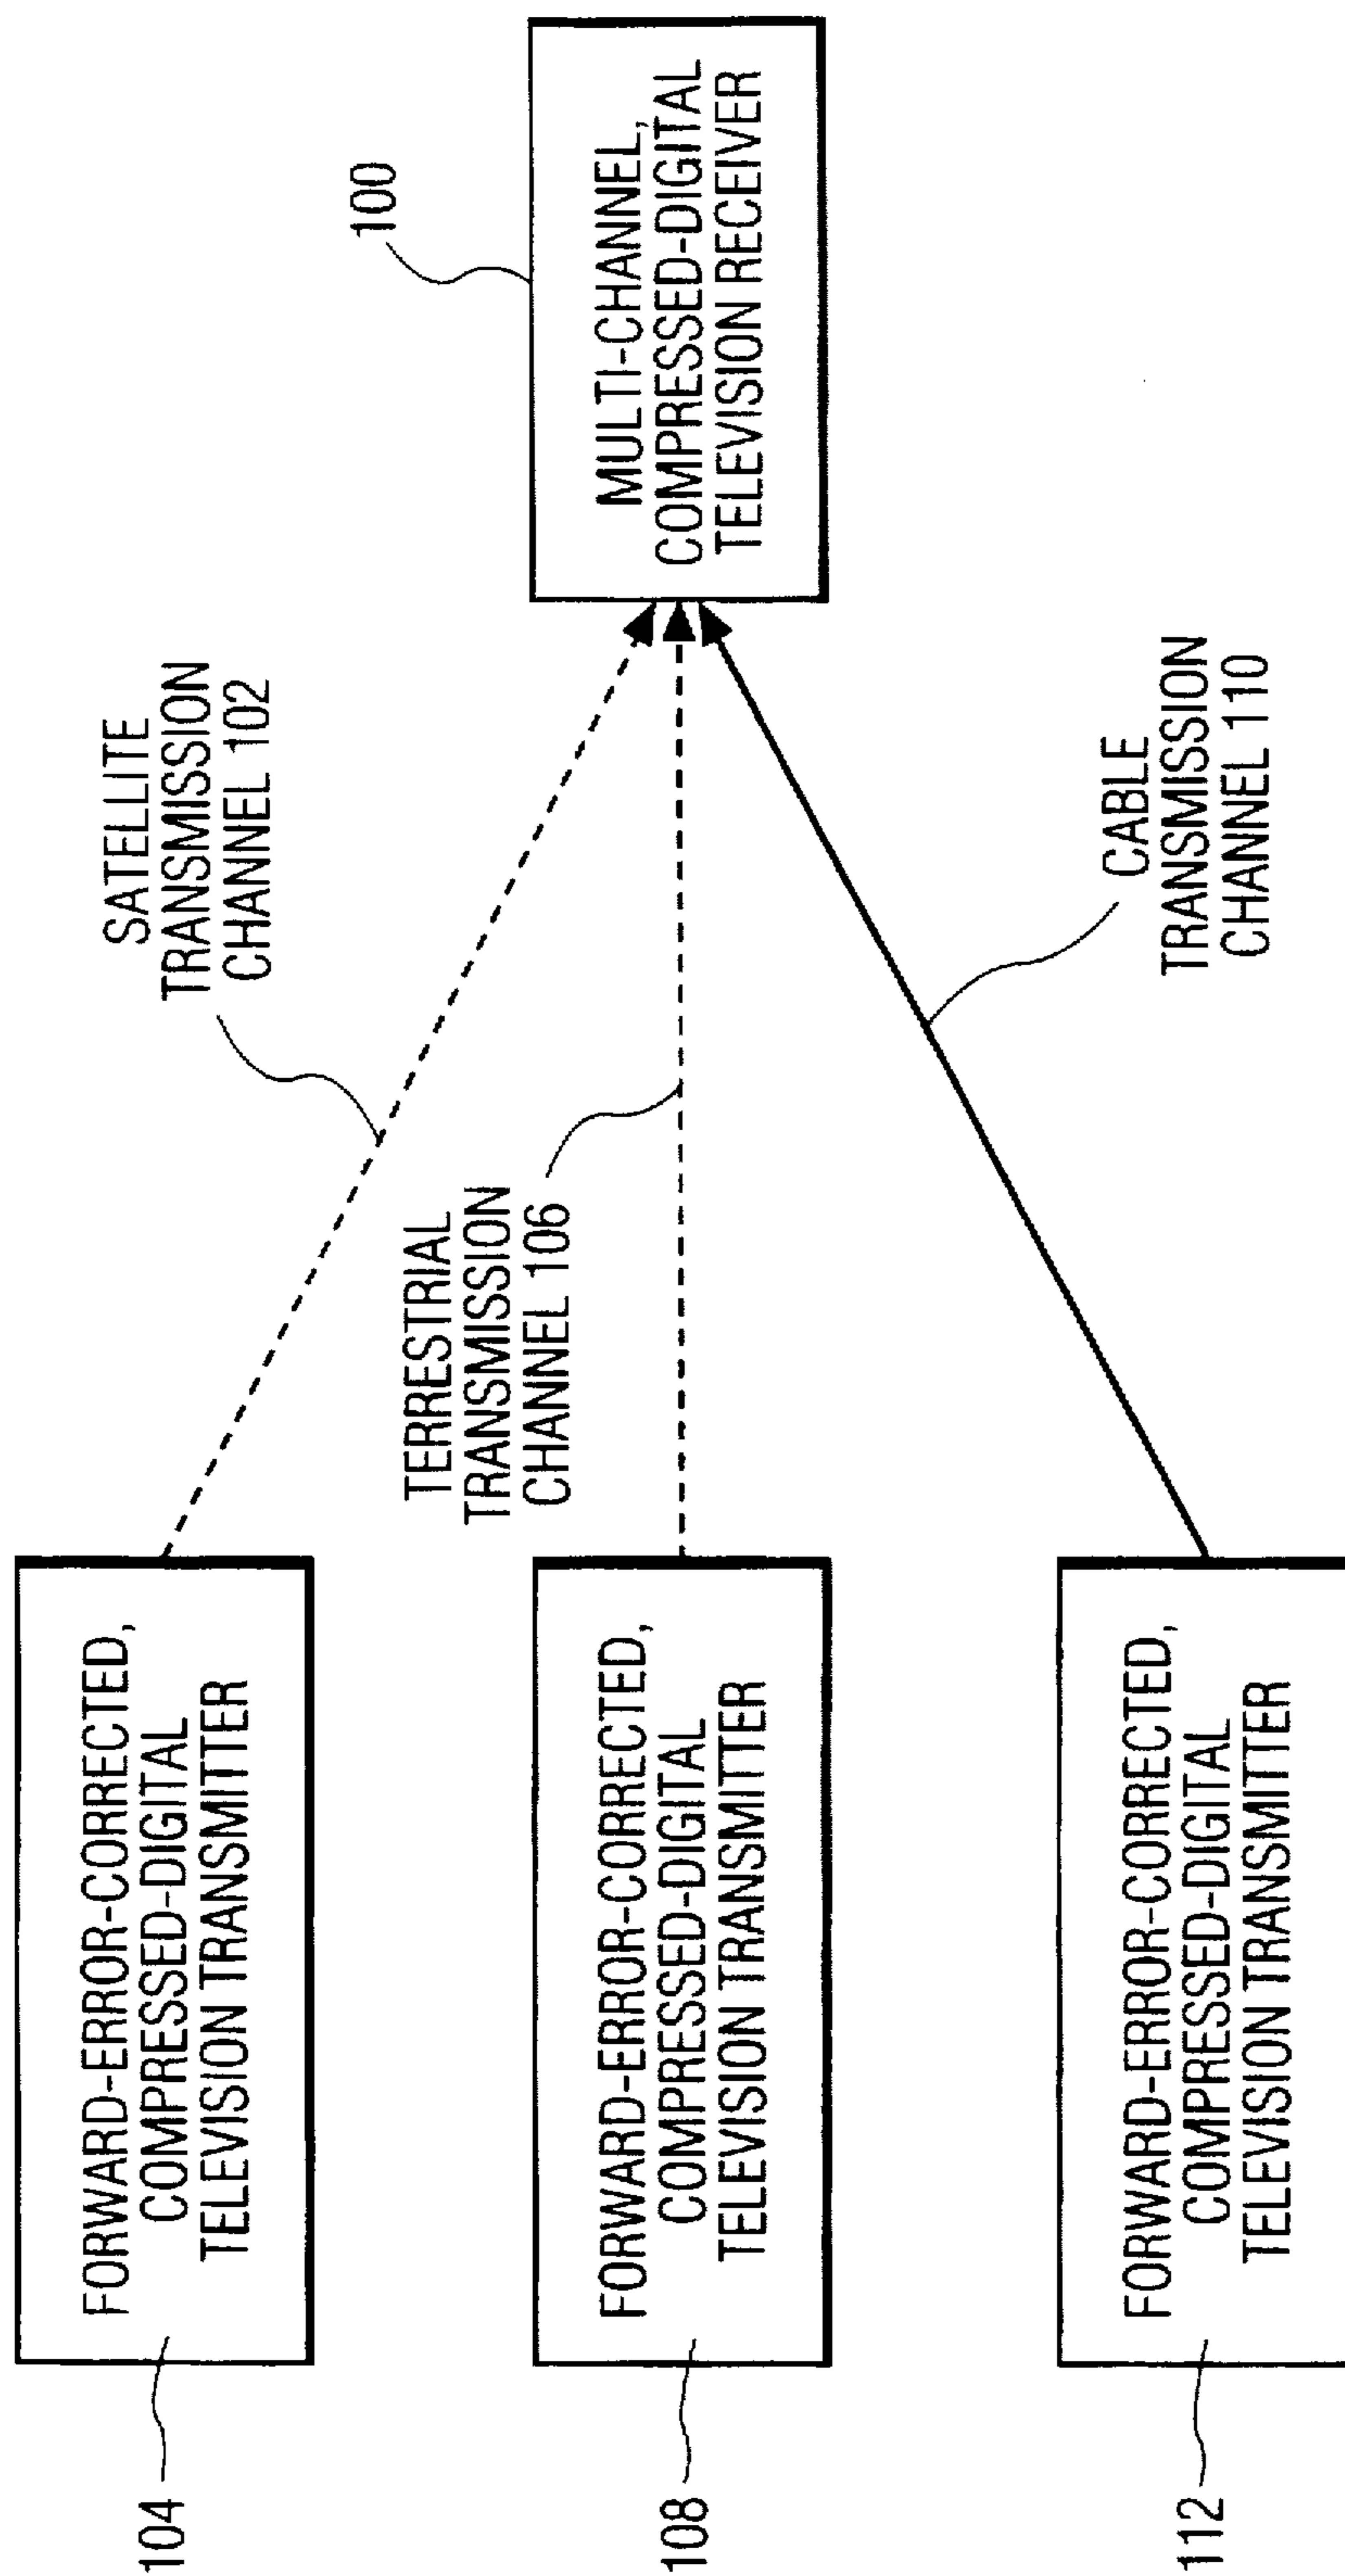 104
FORWARD-ERROR-CORRECTED,
COMPRESSED-DIGITAL
TELEVISION TRANSMITTER
SATELLITE
TRANSMISSION
CHANNEL 102
100
MULTI-CHANNEL,
COMPRESSED-DIGITAL
TELEVISION RECEIVER
TERRESTRIAL
TRANSMISSION
CHANNEL 106
108
FORWARD-ERROR-CORRECTED,
COMPRESSED-DIGITAL
TELEVISION TRANSMITTER
CABLE
TRANSMISSION
CHANNEL 110
112
FORWARD-ERROR-CORRECTED,
COMPRESSED-DIGITAL
TELEVISION TRANSMITTER